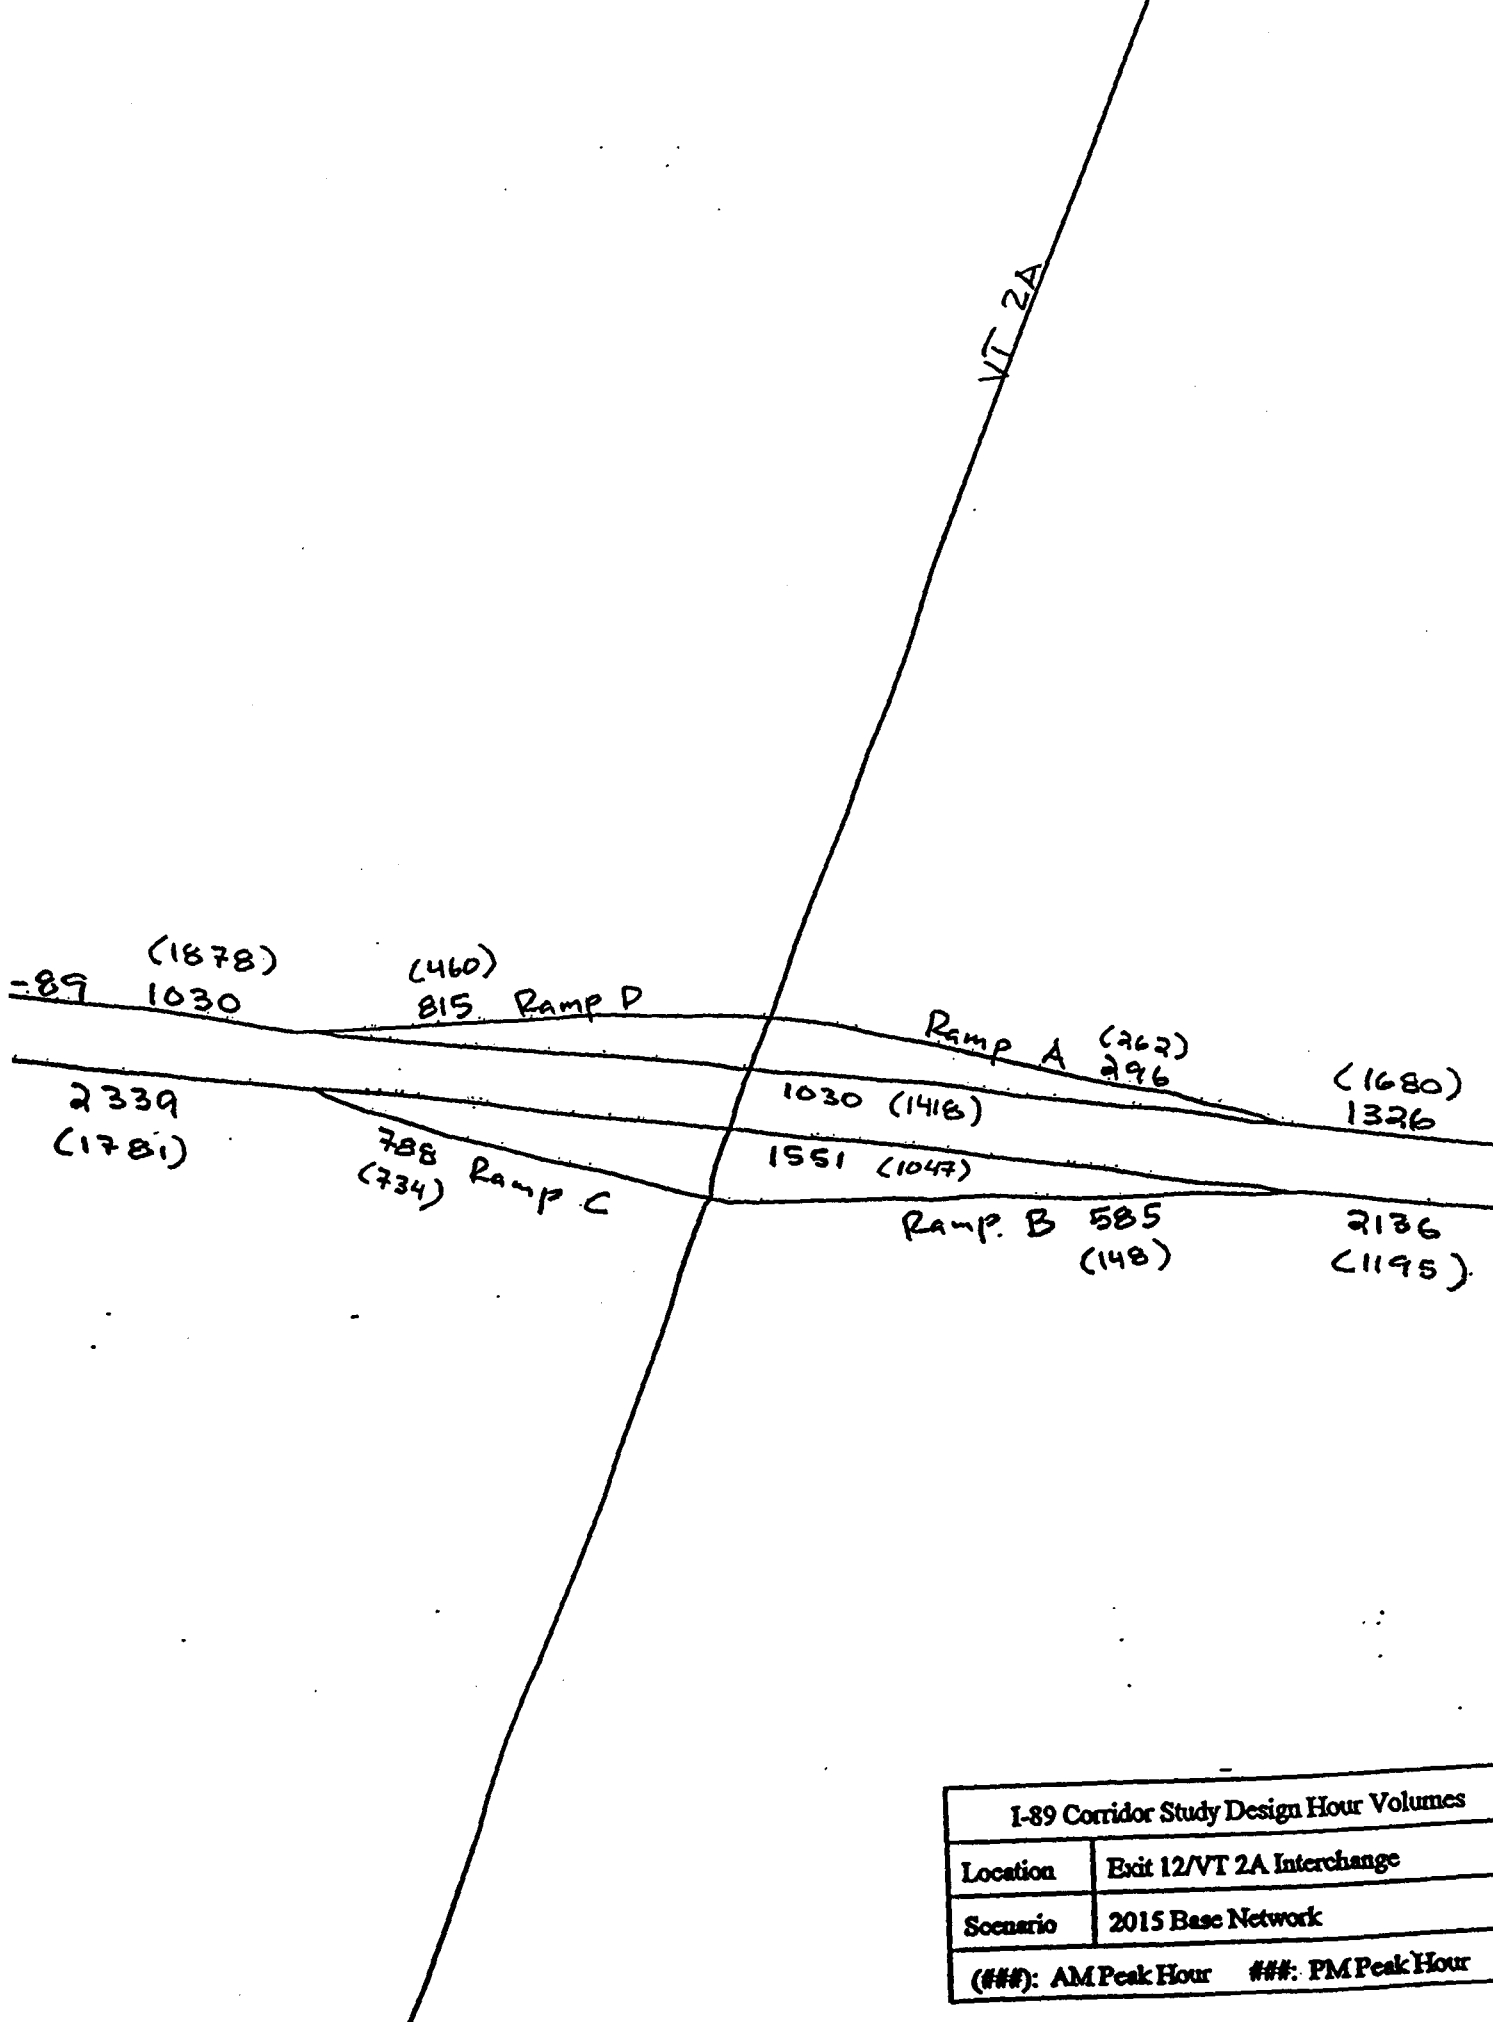 VT 2A
(1878)
-89 1030
(460)
815 Ramp D
Ramp A (262)
296
(1680)
1326
1030 (1418)
2339
(1781)
788
(734) Ramp C
1551 (1047)
Ramp. B 585
(148)
2136
(1195)
I-89 Corridor Study Design Hour Volumes
Location Exit 12/VT 2A Interchange
Scenario 2015 Base Network
(###): AM Peak Hour ###: PM Peak Hour